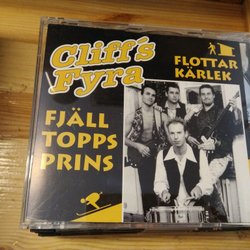 Cliff's
Fyra
FLOTTAR
KÄRLEK
FJÄLL
TOPPS
PRINS